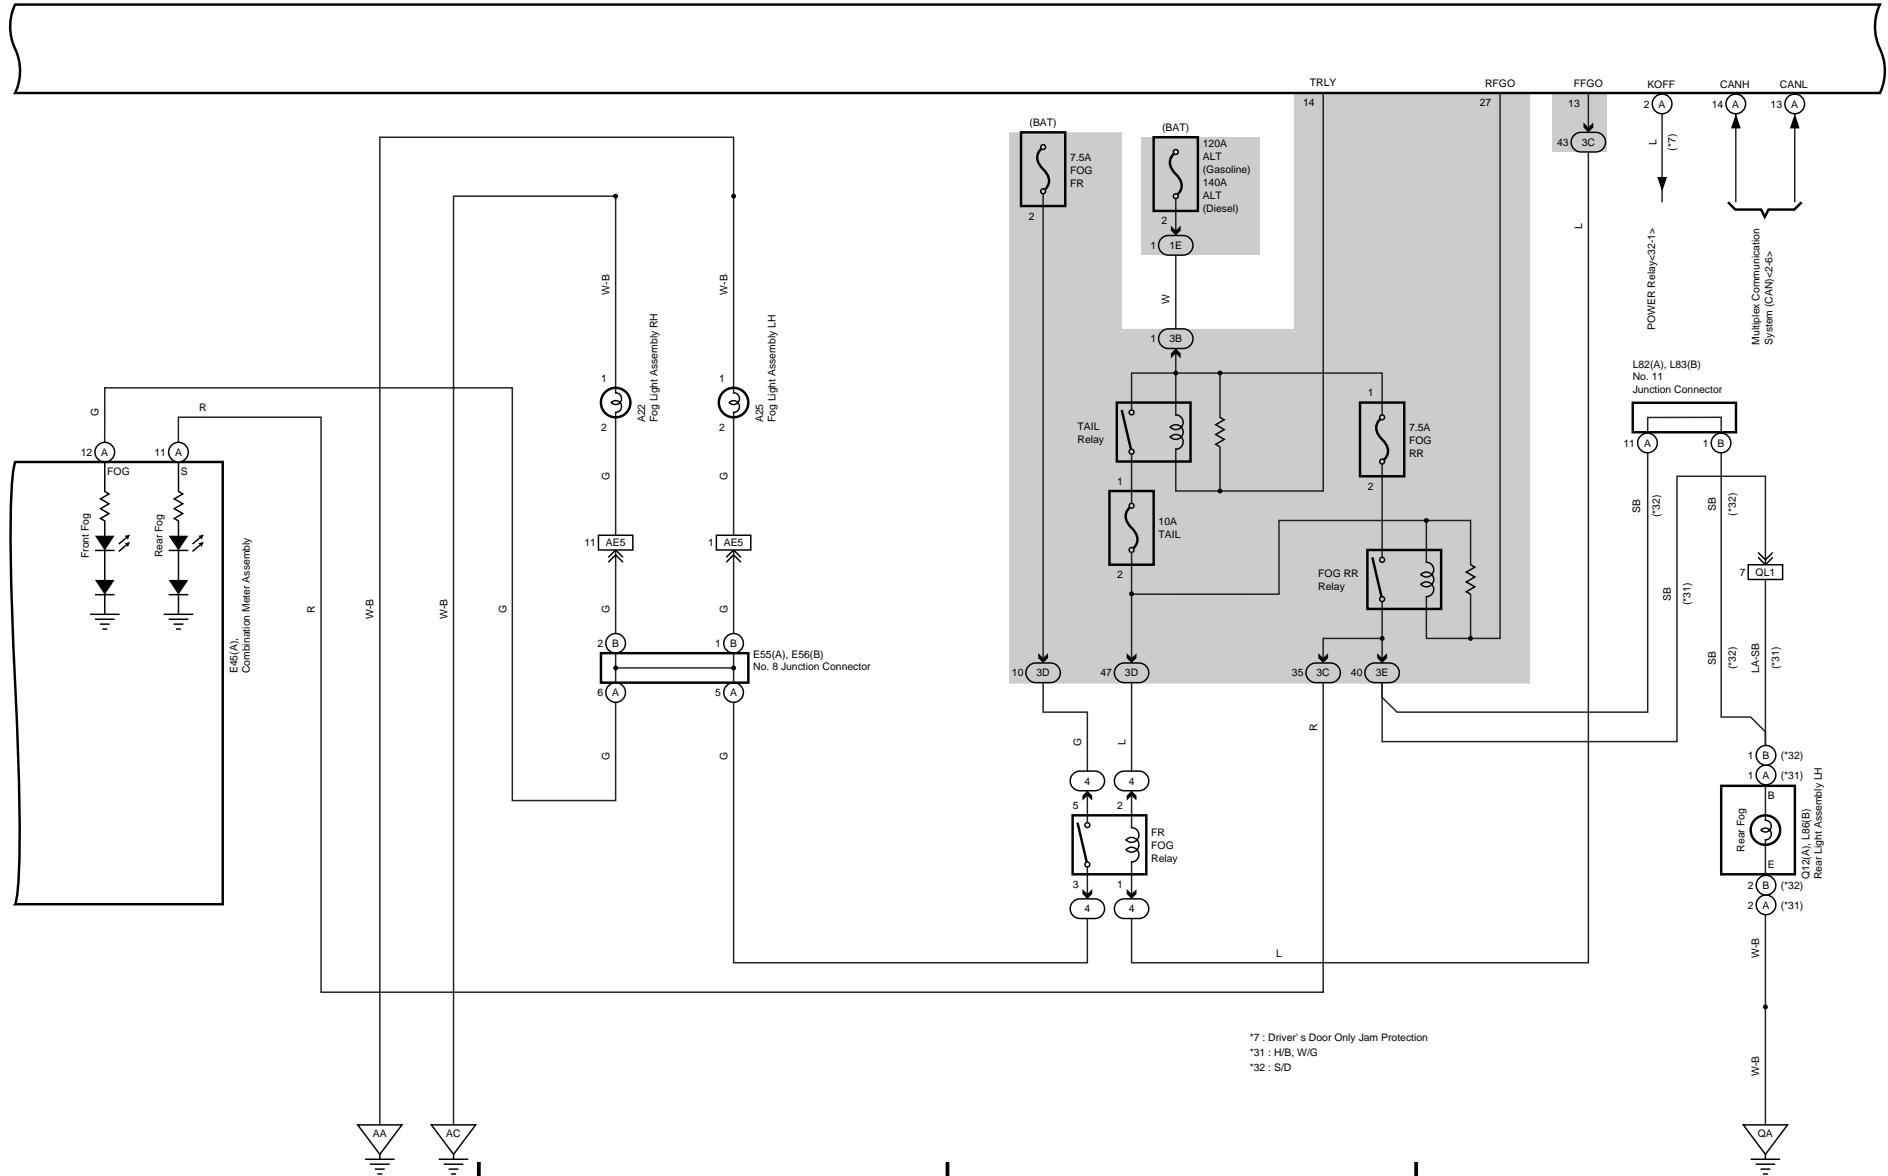 TRLY
RFGO
FFGO
KOFF
CANH
CANL
14
27
13
2 A
14 A
13 A
43 3C
L
(*7)
(BAT)
7.5A
FOG
FR
2
(BAT)
120A
ALT
(Gasoline)
140A
ALT
(Diesel)
2
1 1E
W
1 3B
L
POWER Relay<32-1>
Multiplex Communication
System (CAN)<2-6>
W-B
W-B
1
A22
Fog Light Assembly RH
2
1
A25
Fog Light Assembly LH
2
G
G
11 AE5
1 AE5
G
G
2 B
1 B
E55(A), E56(B)
No. 8 Junction Connector
6 A
5 A
G
G
G
R
12 A
11 A
FOG
S
Front Fog
Rear Fog
E45(A),
Combination Meter Assembly
R
W-B
W-B
G
TAIL
Relay
1
7.5A
FOG
RR
2
1
10A
TAIL
2
FOG RR
Relay
10 3D
47 3D
35 3C
40 3E
G
L
R
4
4
5
2
FR
FOG
Relay
3
1
4
4
L
L82(A), L83(B)
No. 11
Junction Connector
11 A
1 B
SB
(*32)
SB
(*32)
SB
(*31)
7 QL1
SB
(*32)
LA-SB
(*31)
1 B (*32)
1 A (*31)
B
Rear Fog
E
Q12(A), L86(B)
Rear Light Assembly LH
2 B (*32)
2 A (*31)
W-B
W-B
*7 : Driver' s Door Only Jam Protection
*31 : H/B, W/G
*32 : S/D
AA
AC
QA